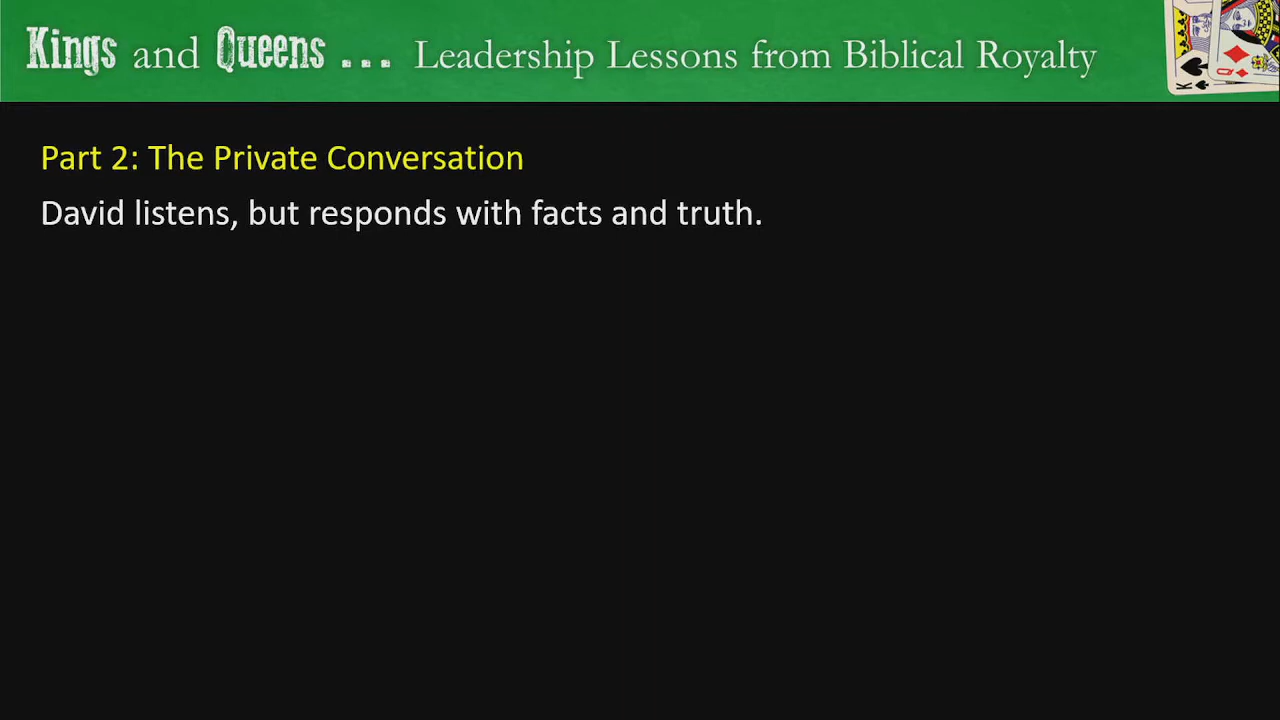 Kings and Queens ... Leadership Lessons from Biblical Royalty
K
Q
Part 2: The Private Conversation
David listens, but responds with facts and truth.